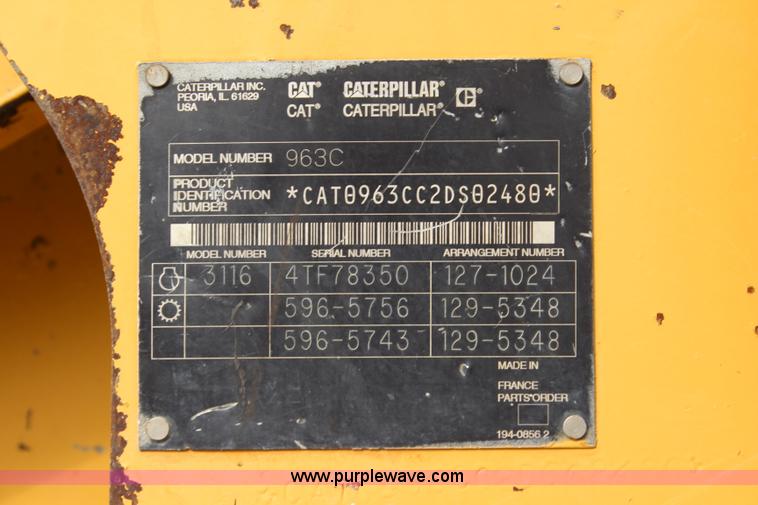 CATERPILLAR INC.
PEORIA, IL. 61629
USA
CAT® CATERPILLAR® C®
CAT® CATERPILLAR®
MODEL NUMBER 963C
PRODUCT
IDENTIFICATION
NUMBER
*CAT0963CC2DS02480*
MODEL NUMBER SERIAL NUMBER ARRANGEMENT NUMBER
3116 4TF78350 127-1024
596-5756 129-5348
596-5743 129-5348
MADE IN
FRANCE
PARTS ORDER
194-0856 2
www.purplewave.com